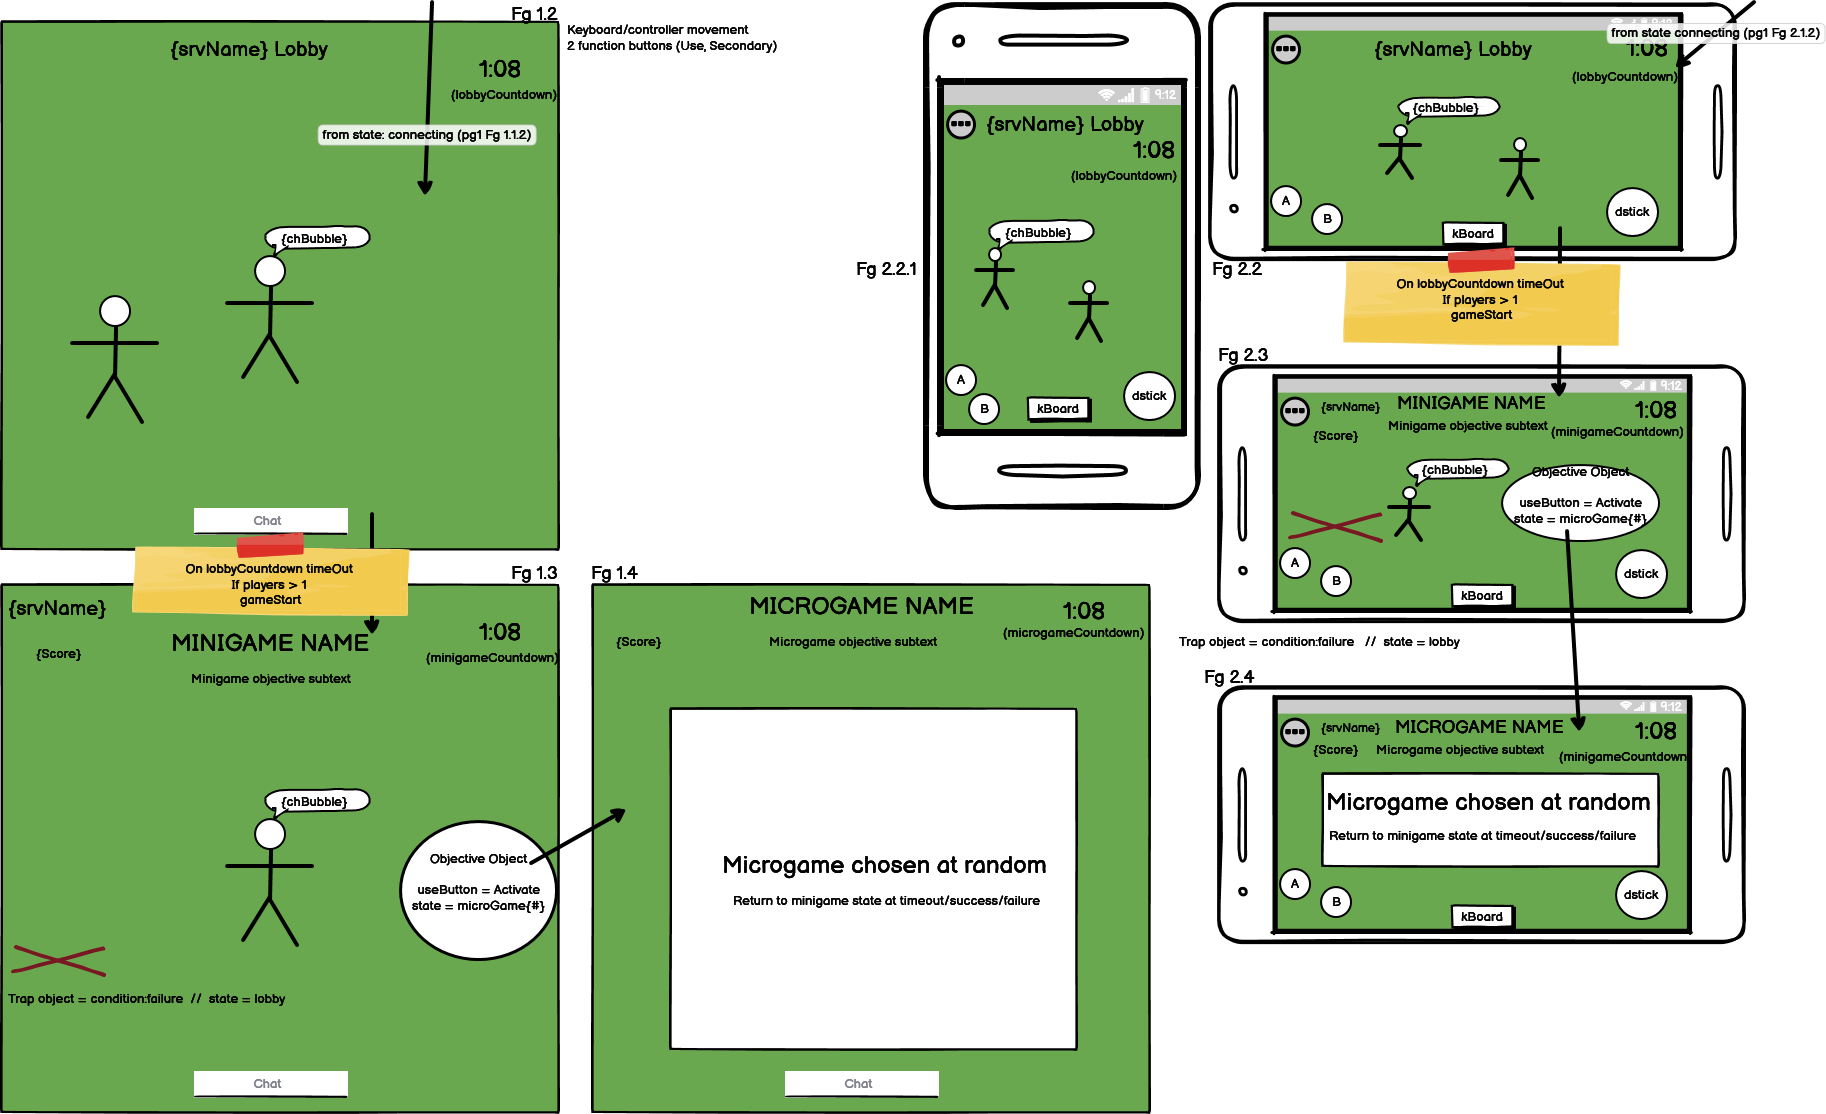 Fg 1.2
Keyboard/controller movement
2 function buttons (Use, Secondary)
{srvName} Lobby
1:08
(lobbyCountdown)
from state: connecting (pg1 Fg 1.1.2)
{chBubble}
Chat
On lobbyCountdown timeOut
If players > 1
gameStart
Fg 1.3
{srvName}
MINIGAME NAME
1:08
(minigameCountdown)
{Score}
Minigame objective subtext
{chBubble}
Objective Object
useButton = Activate
state = microGame{#}
Trap object = condition:failure // state = lobby
Chat
Fg 1.4
MICROGAME NAME
1:08
(microgameCountdown)
{Score}
Microgame objective subtext
Microgame chosen at random
Return to minigame state at timeout/success/failure
Chat
Fg 2.2.1
9:12
{srvName} Lobby
1:08
(lobbyCountdown)
{chBubble}
A
B
kBoard
dstick
Fg 2.2
9:12
from state connecting (pg1 Fg 2.1.2)
{srvName} Lobby
1:08
(lobbyCountdown)
{chBubble}
A
B
kBoard
dstick
On lobbyCountdown timeOut
If players > 1
gameStart
Fg 2.3
9:12
{srvName}
MINIGAME NAME
1:08
{Score}
Minigame objective subtext
(minigameCountdown)
{chBubble}
Objective Object
useButton = Activate
state = microGame{#}
A
B
kBoard
dstick
Trap object = condition:failure // state = lobby
Fg 2.4
9:12
{srvName}
MICROGAME NAME
1:08
{Score}
Microgame objective subtext
(minigameCountdown
Microgame chosen at random
Return to minigame state at timeout/success/failure
A
B
kBoard
dstick